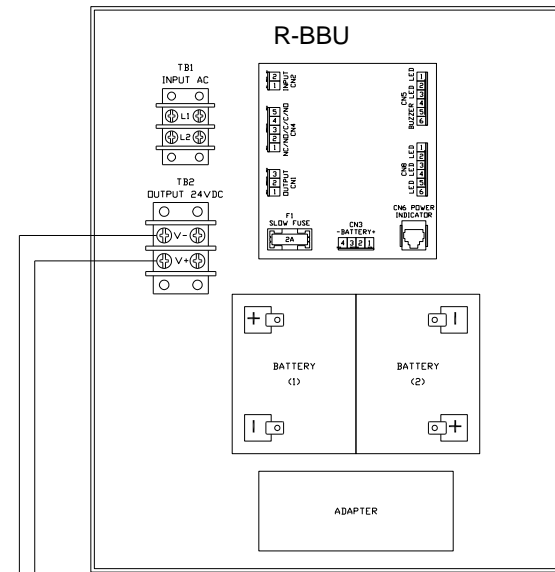 R-BBU
TB1
INPUT AC
L1
L2
TB2
OUTPUT 24VDC
V-
V+
2
1
INPUT
CN2
5
4
3
2
1
NC/NO/C/C/NO
CN4
3
2
1
OUTPUT
CN1
1
2
3
4
5
6
BUZZER LED LED
CN5
1
2
3
4
5
6
LED LED LED
CN8
F1
SLOW FUSE
2A
CN3
-BATTERY+
4 3 2 1
CN6 POWER
INDICATOR
+
BATTERY
(1)
-
-
BATTERY
(2)
+
ADAPTER